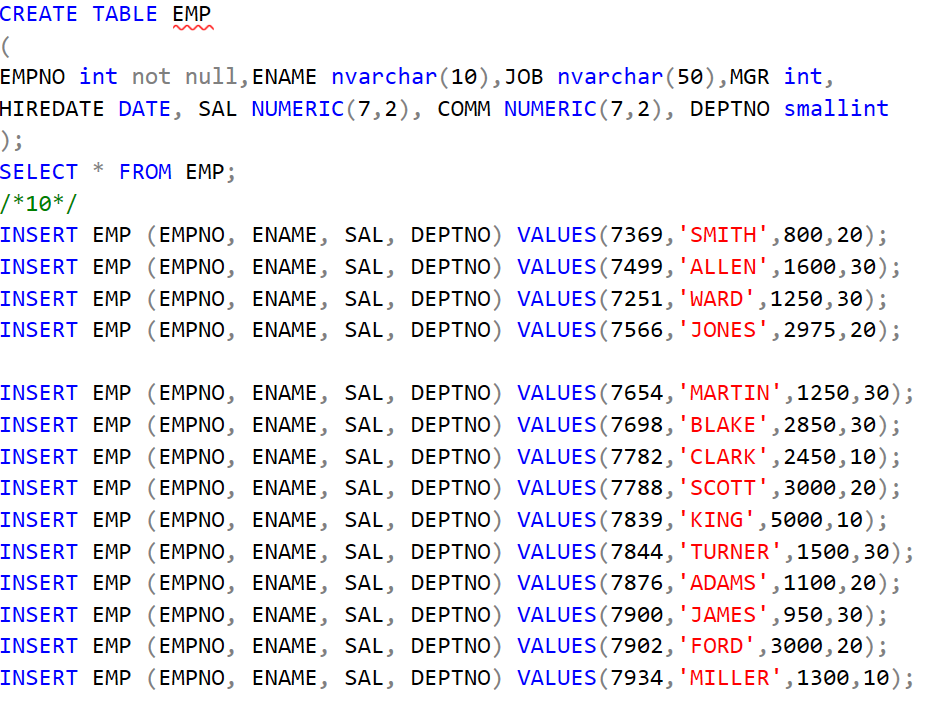 CREATE TABLE EMP
(
EMPNO int not null,ENAME nvarchar(10),JOB nvarchar(50),MGR int,
HIREDATE DATE, SAL NUMERIC(7,2), COMM NUMERIC(7,2), DEPTNO smallint
);
SELECT * FROM EMP;
/*10*/
INSERT EMP (EMPNO, ENAME, SAL, DEPTNO) VALUES(7369,'SMITH',800,20);
INSERT EMP (EMPNO, ENAME, SAL, DEPTNO) VALUES(7499,'ALLEN',1600,30);
INSERT EMP (EMPNO, ENAME, SAL, DEPTNO) VALUES(7251,'WARD',1250,30);
INSERT EMP (EMPNO, ENAME, SAL, DEPTNO) VALUES(7566,'JONES',2975,20);
INSERT EMP (EMPNO, ENAME, SAL, DEPTNO) VALUES(7654,'MARTIN',1250,30);
INSERT EMP (EMPNO, ENAME, SAL, DEPTNO) VALUES(7698,'BLAKE',2850,30);
INSERT EMP (EMPNO, ENAME, SAL, DEPTNO) VALUES(7782,'CLARK',2450,10);
INSERT EMP (EMPNO, ENAME, SAL, DEPTNO) VALUES(7788,'SCOTT',3000,20);
INSERT EMP (EMPNO, ENAME, SAL, DEPTNO) VALUES(7839,'KING',5000,10);
INSERT EMP (EMPNO, ENAME, SAL, DEPTNO) VALUES(7844,'TURNER',1500,30);
INSERT EMP (EMPNO, ENAME, SAL, DEPTNO) VALUES(7876,'ADAMS',1100,20);
INSERT EMP (EMPNO, ENAME, SAL, DEPTNO) VALUES(7900,'JAMES',950,30);
INSERT EMP (EMPNO, ENAME, SAL, DEPTNO) VALUES(7902,'FORD',3000,20);
INSERT EMP (EMPNO, ENAME, SAL, DEPTNO) VALUES(7934,'MILLER',1300,10);